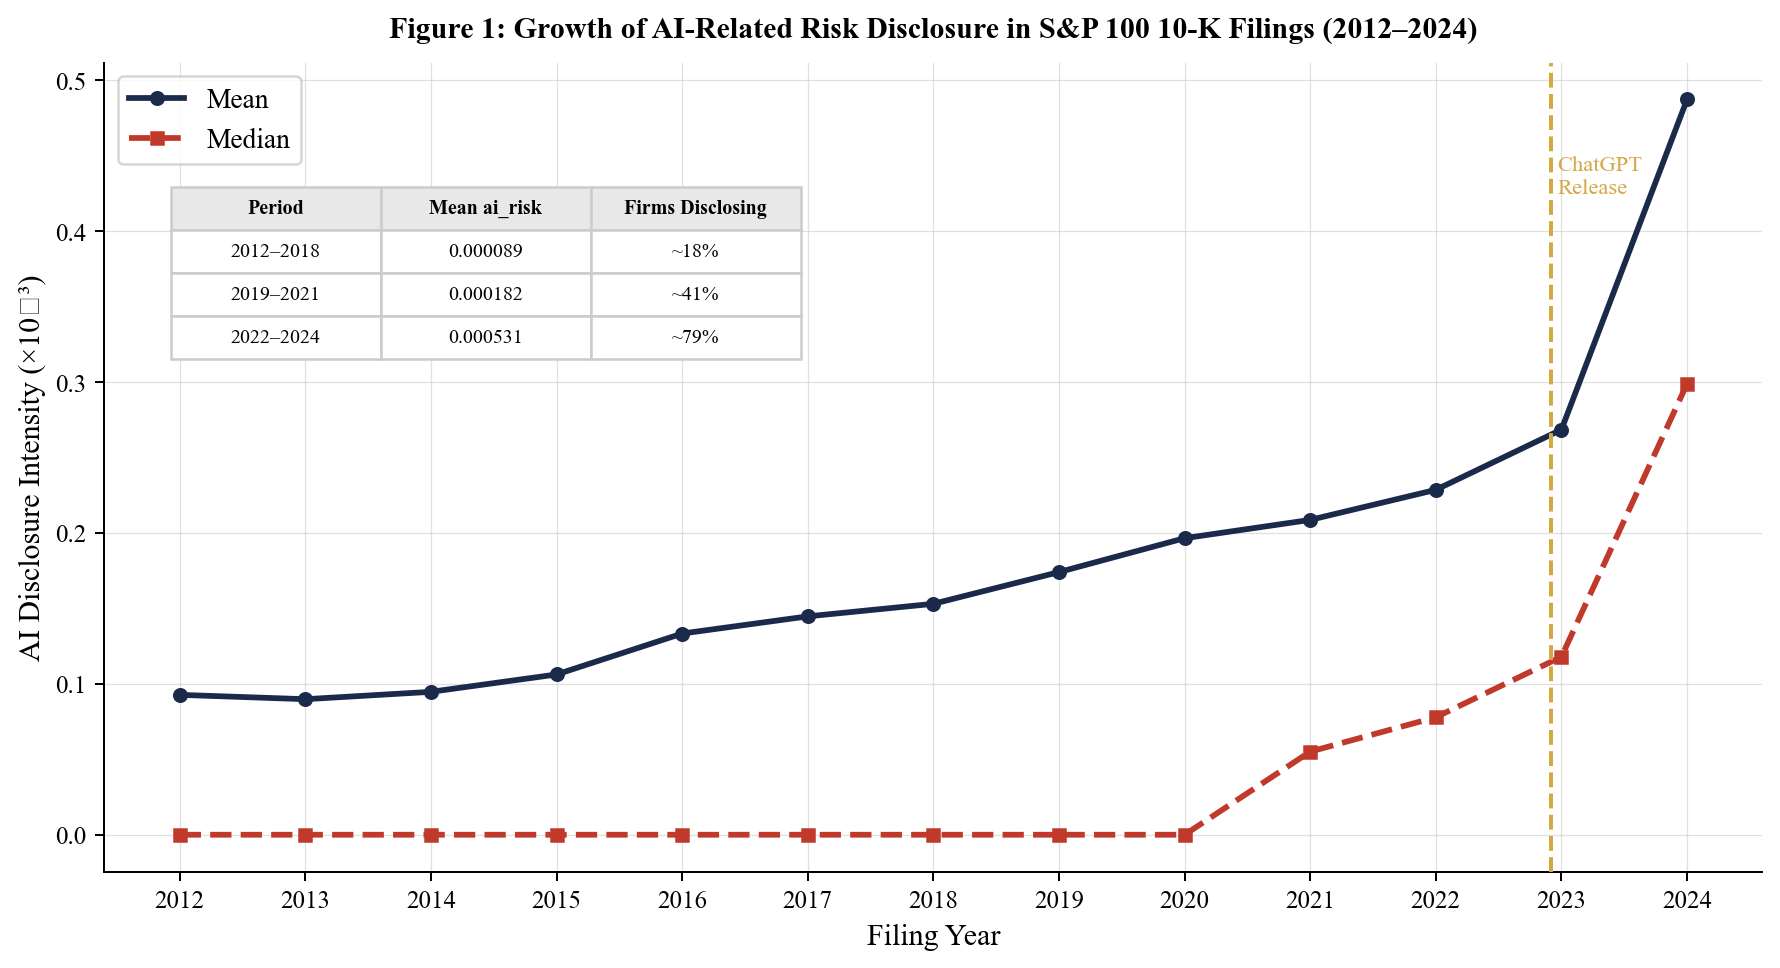 Figure 1: Growth of AI-Related Risk Disclosure in S&P 100 10-K Filings (2012–2024)
Mean
Median
ChatGPT
Release
Period Mean ai_risk Firms Disclosing
2012–2018 0.000089 ~18%
2019–2021 0.000182 ~41%
2022–2024 0.000531 ~79%
AI Disclosure Intensity (×10□³)
0.5
0.4
0.3
0.2
0.1
0.0
2012 2013 2014 2015 2016 2017 2018 2019 2020 2021 2022 2023 2024
Filing Year